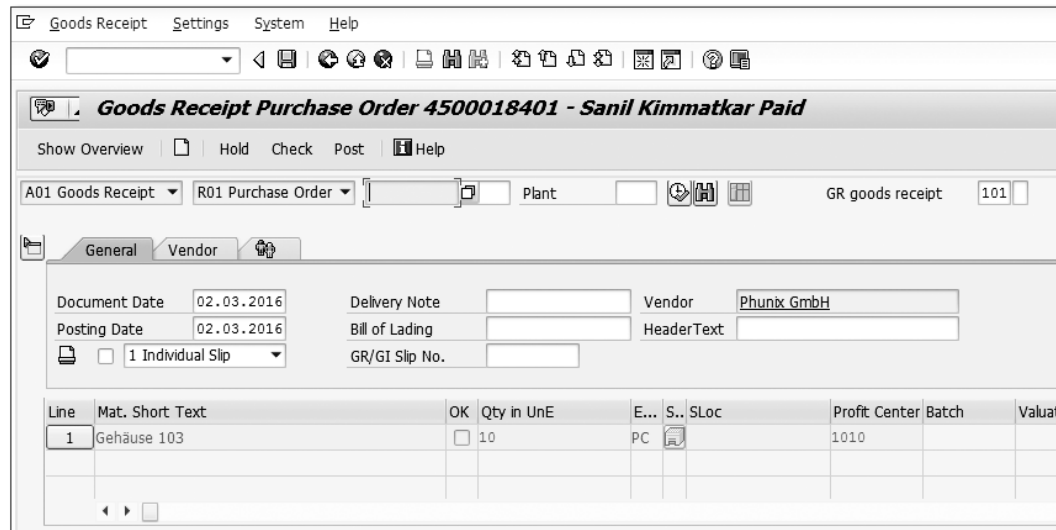 Goods Receipt Settings System Help
Goods Receipt Purchase Order 4500018401 - Sanil Kimmatkar Paid
Show Overview Hold Check Post Help
A01 Goods Receipt R01 Purchase Order Plant GR goods receipt 101
General Vendor
Document Date 02.03.2016 Delivery Note Vendor Phunix GmbH
Posting Date 02.03.2016 Bill of Lading HeaderText
1 Individual Slip GR/GI Slip No.
Line Mat. Short Text OK Qty in UnE E... S.. SLoc Profit Center Batch Valuat
1 Gehäuse 103 10 PC 1010